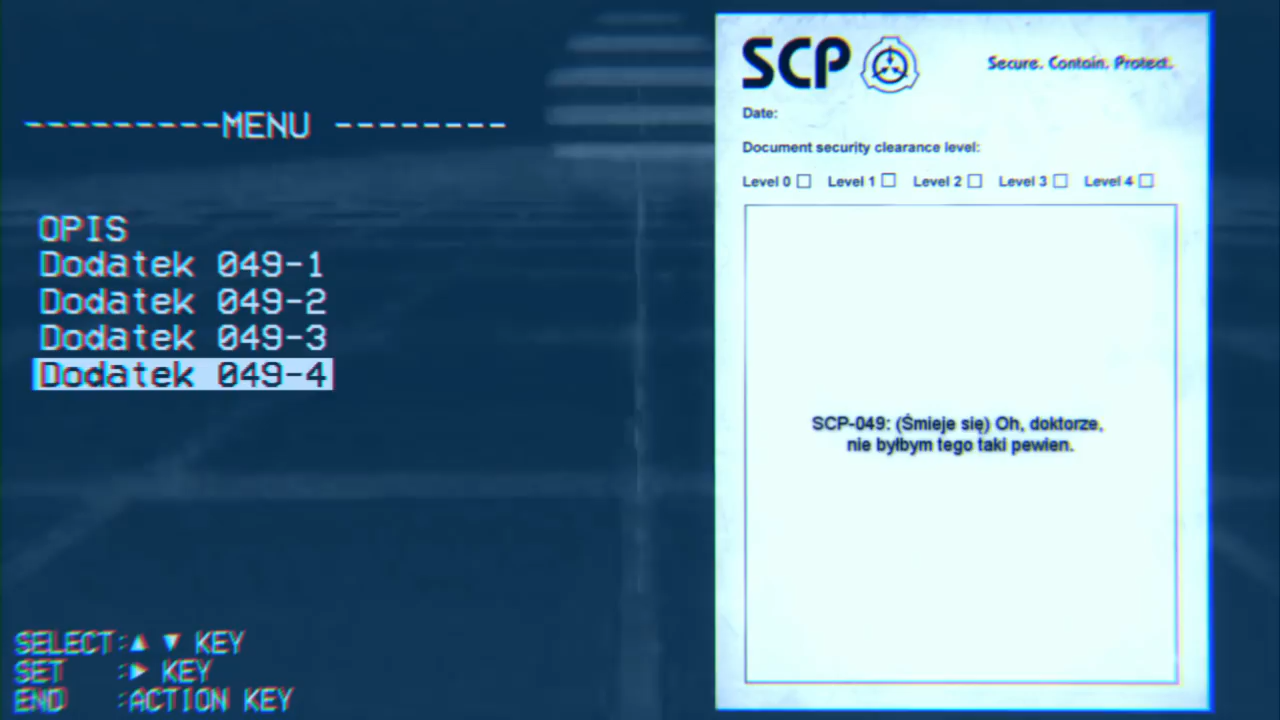 ---------MENU --------
OPIS
Dodatek 049-1
Dodatek 049-2
Dodatek 049-3
Dodatek 049-4
SELECT:▲ ▼ KEY
SET :► KEY
END :ACTION KEY
SCP
Secure. Contain. Protect.
Date:
Document security clearance level:
Level 0 ☐ Level 1 ☐ Level 2 ☐ Level 3 ☐ Level 4 ☐
SCP-049: (Śmieje się) Oh, doktorze,
nie byłbym tego taki pewien.